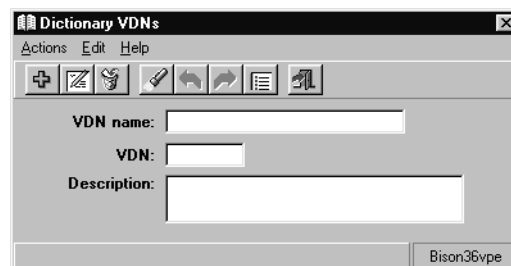 Dictionary VDNs
Actions Edit Help
VDN name:
VDN:
Description:
Bison36vpe